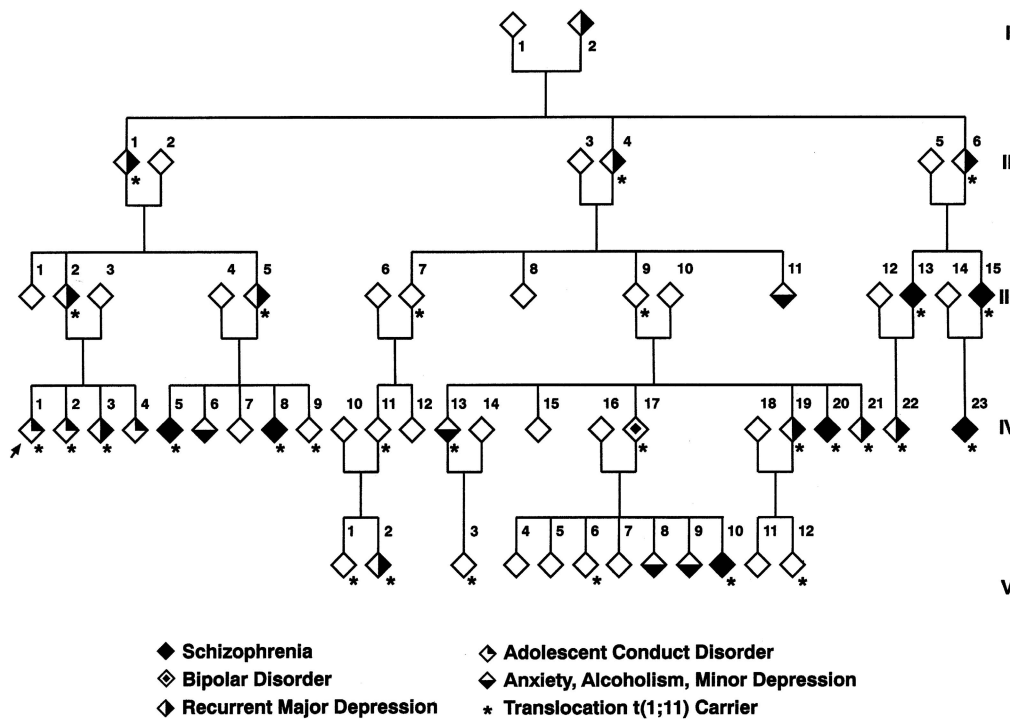 I
1 2
1 2 3 4 5 6
II
1 2 3 4 5 6 7 8 9 10 11 12 13 14 15
II
1 2 3 4 5 6 7 8 9 10 11 12 13 14 15 16 17 18 19 20 21 22 23
IV
1 2 3 4 5 6 7 8 9 10 11 12
V
Schizophrenia
Bipolar Disorder
Recurrent Major Depression
Adolescent Conduct Disorder
Anxiety, Alcoholism, Minor Depression
* Translocation t(1;11) Carrier